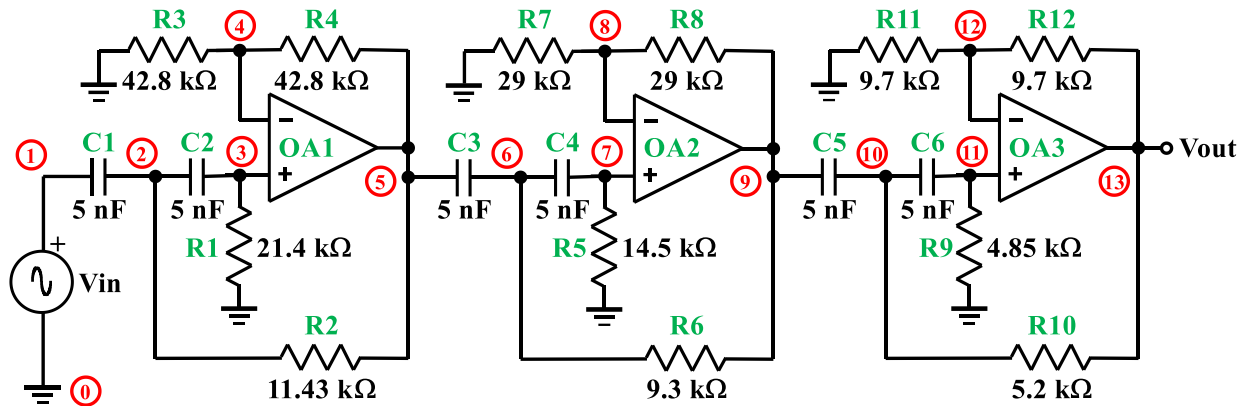 R3 4 R4 R7 8 R8 R11 12 R12
42.8 kΩ 42.8 kΩ 29 kΩ 29 kΩ 9.7 kΩ 9.7 kΩ
− − −
1 C1 2 C2 3 OA1 C3 6 C4 7 OA2 C5 10 C6 11 OA3 Vout
+ 5 + 9 + 13
5 nF 5 nF 5 nF 5 nF 5 nF 5 nF
+ R1 21.4 kΩ R5 14.5 kΩ R9 4.85 kΩ
Vin
R2 R6 R10
0 11.43 kΩ 9.3 kΩ 5.2 kΩ